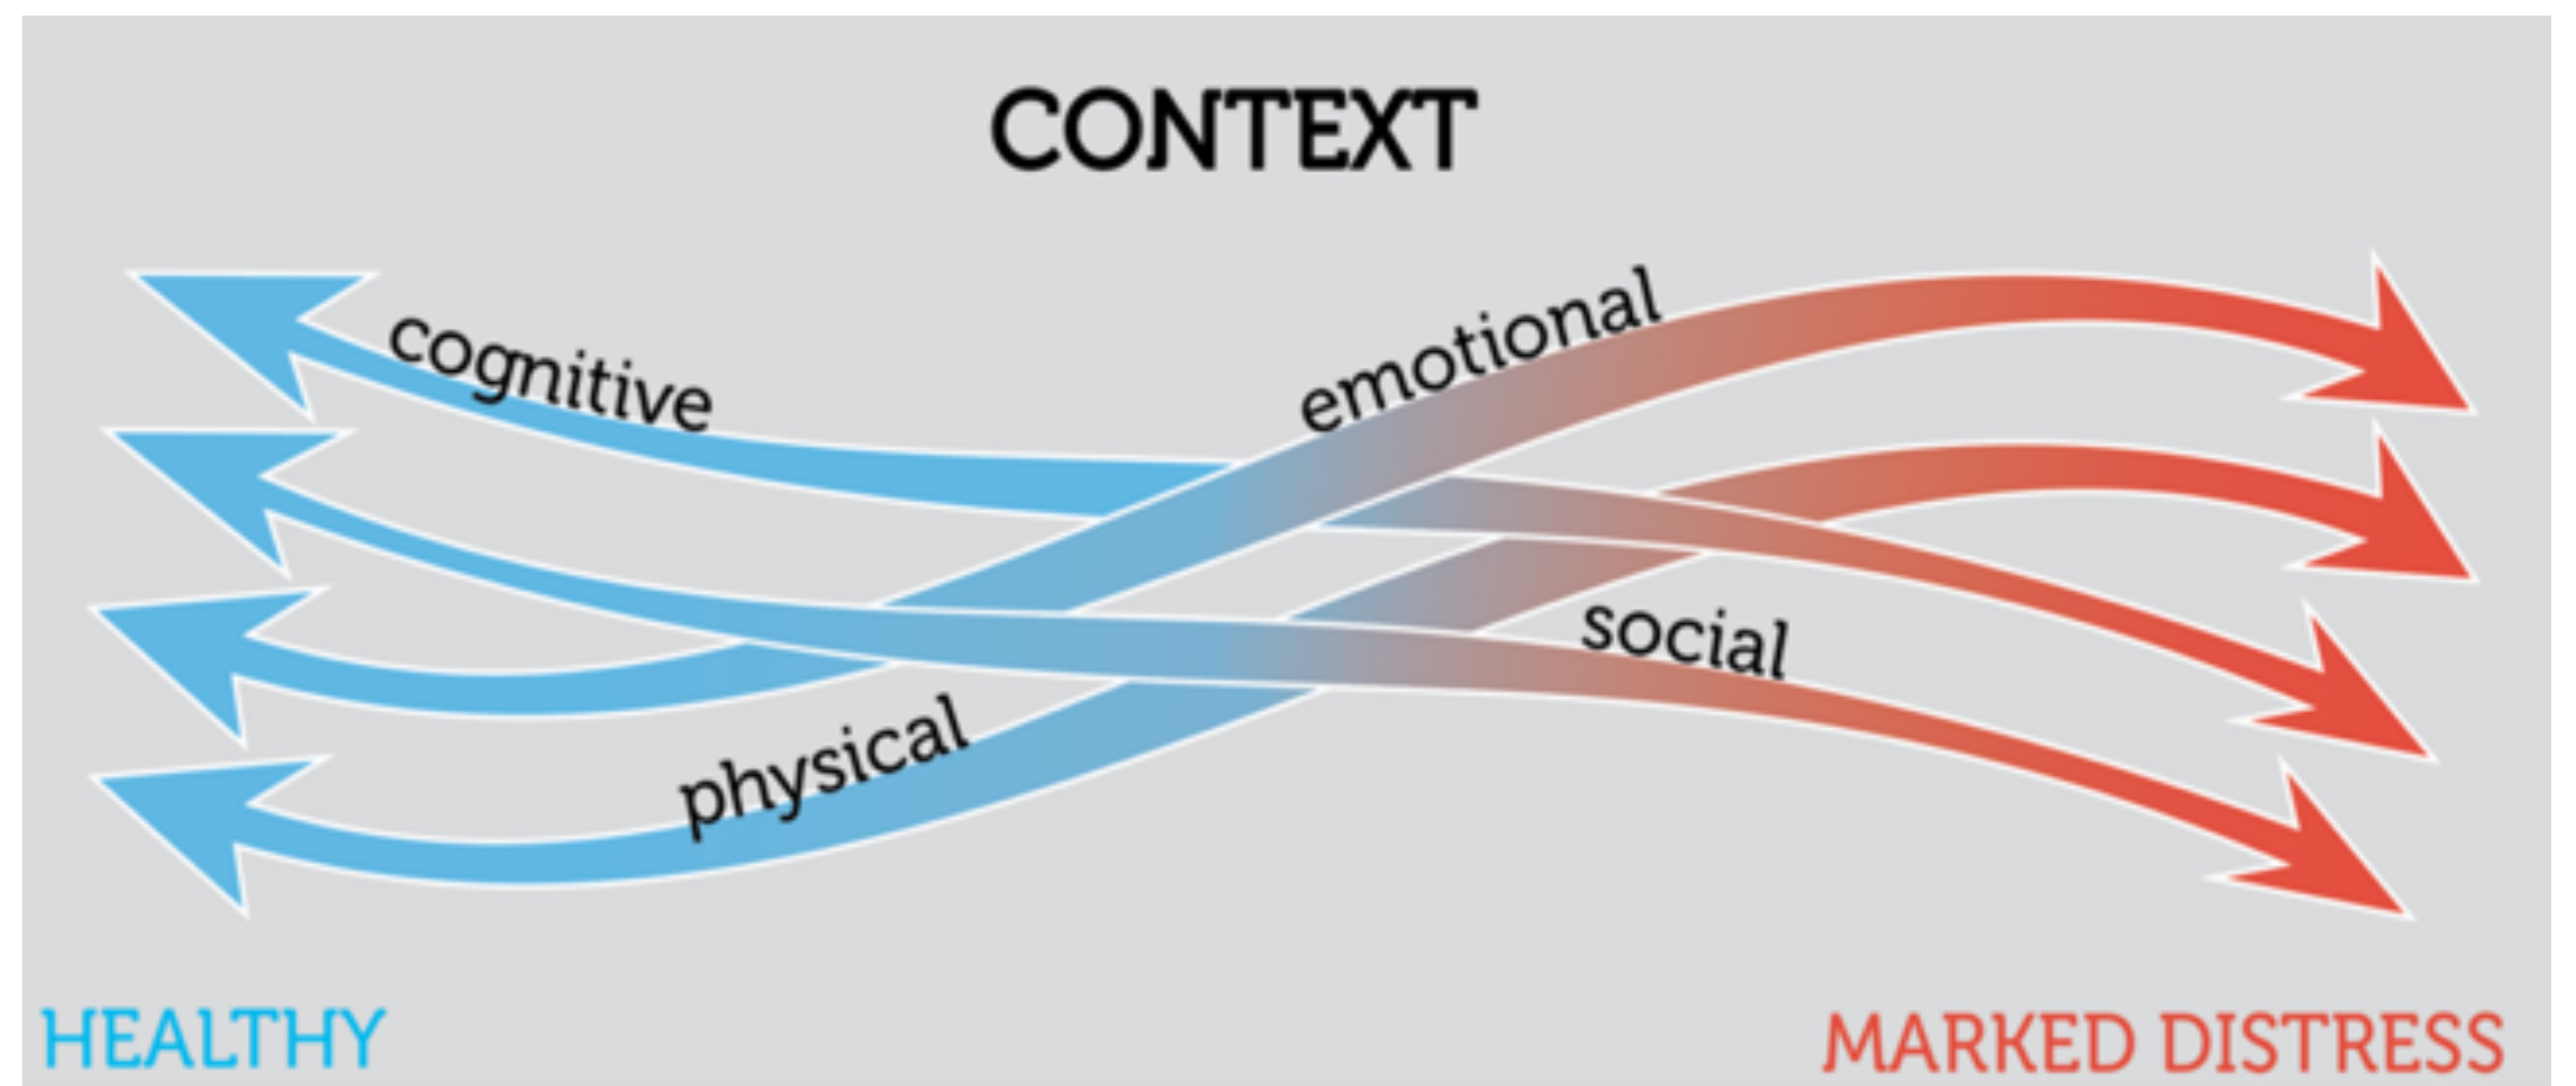 CONTEXT
cognitive
emotional
social
physical
HEALTHY
MARKED DISTRESS